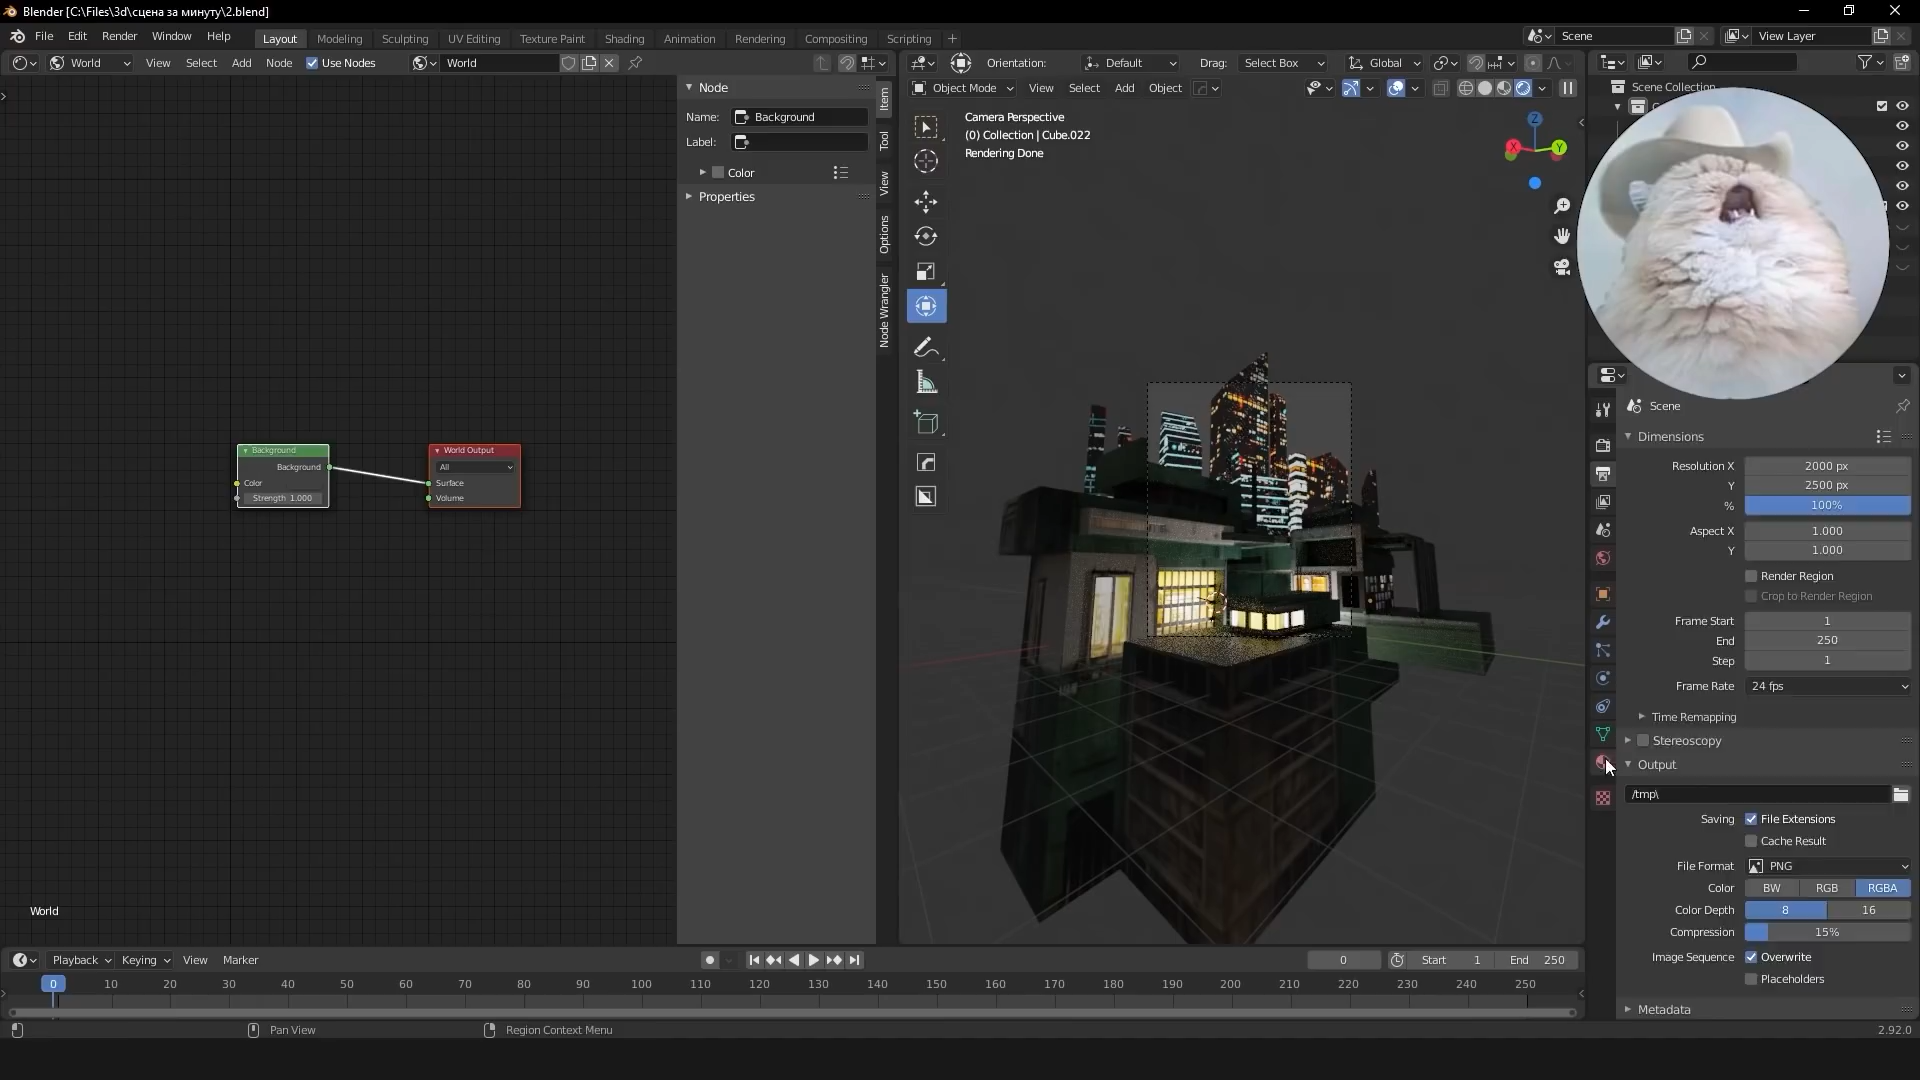 Blender [C:\Files\3d\сцена за минуту\2.blend]
File Edit Render Window Help
Layout Modeling Sculpting UV Editing Texture Paint Shading Animation Rendering Compositing Scripting +
Scene
View Layer
World View Select Add Node Use Nodes World
Orientation: Default Drag: Select Box Global
Object Mode View Select Add Object
Node
Name: Background
Label:
Color
Properties
Item
Tool
View
Options
Node Wrangler
Background
Background
Color
Strength 1.000
World Output
All
Surface
Volume
World
Camera Perspective
(0) Collection | Cube.022
Rendering Done
Z
X
Y
Scene Collection
Scene
Dimensions
Resolution X 2000 px
Y 2500 px
% 100%
Aspect X 1.000
Y 1.000
Render Region
Crop to Render Region
Frame Start 1
End 250
Step 1
Frame Rate 24 fps
Time Remapping
Stereoscopy
Output
/tmp\
Saving File Extensions
Cache Result
File Format PNG
Color BW RGB RGBA
Color Depth 8 16
Compression 15%
Image Sequence Overwrite
Placeholders
Metadata
Playback Keying View Marker
0 Start 1 End 250
0 10 20 30 40 50 60 70 80 90 100 110 120 130 140 150 160 170 180 190 200 210 220 230 240 250
Pan View
Region Context Menu
2.92.0